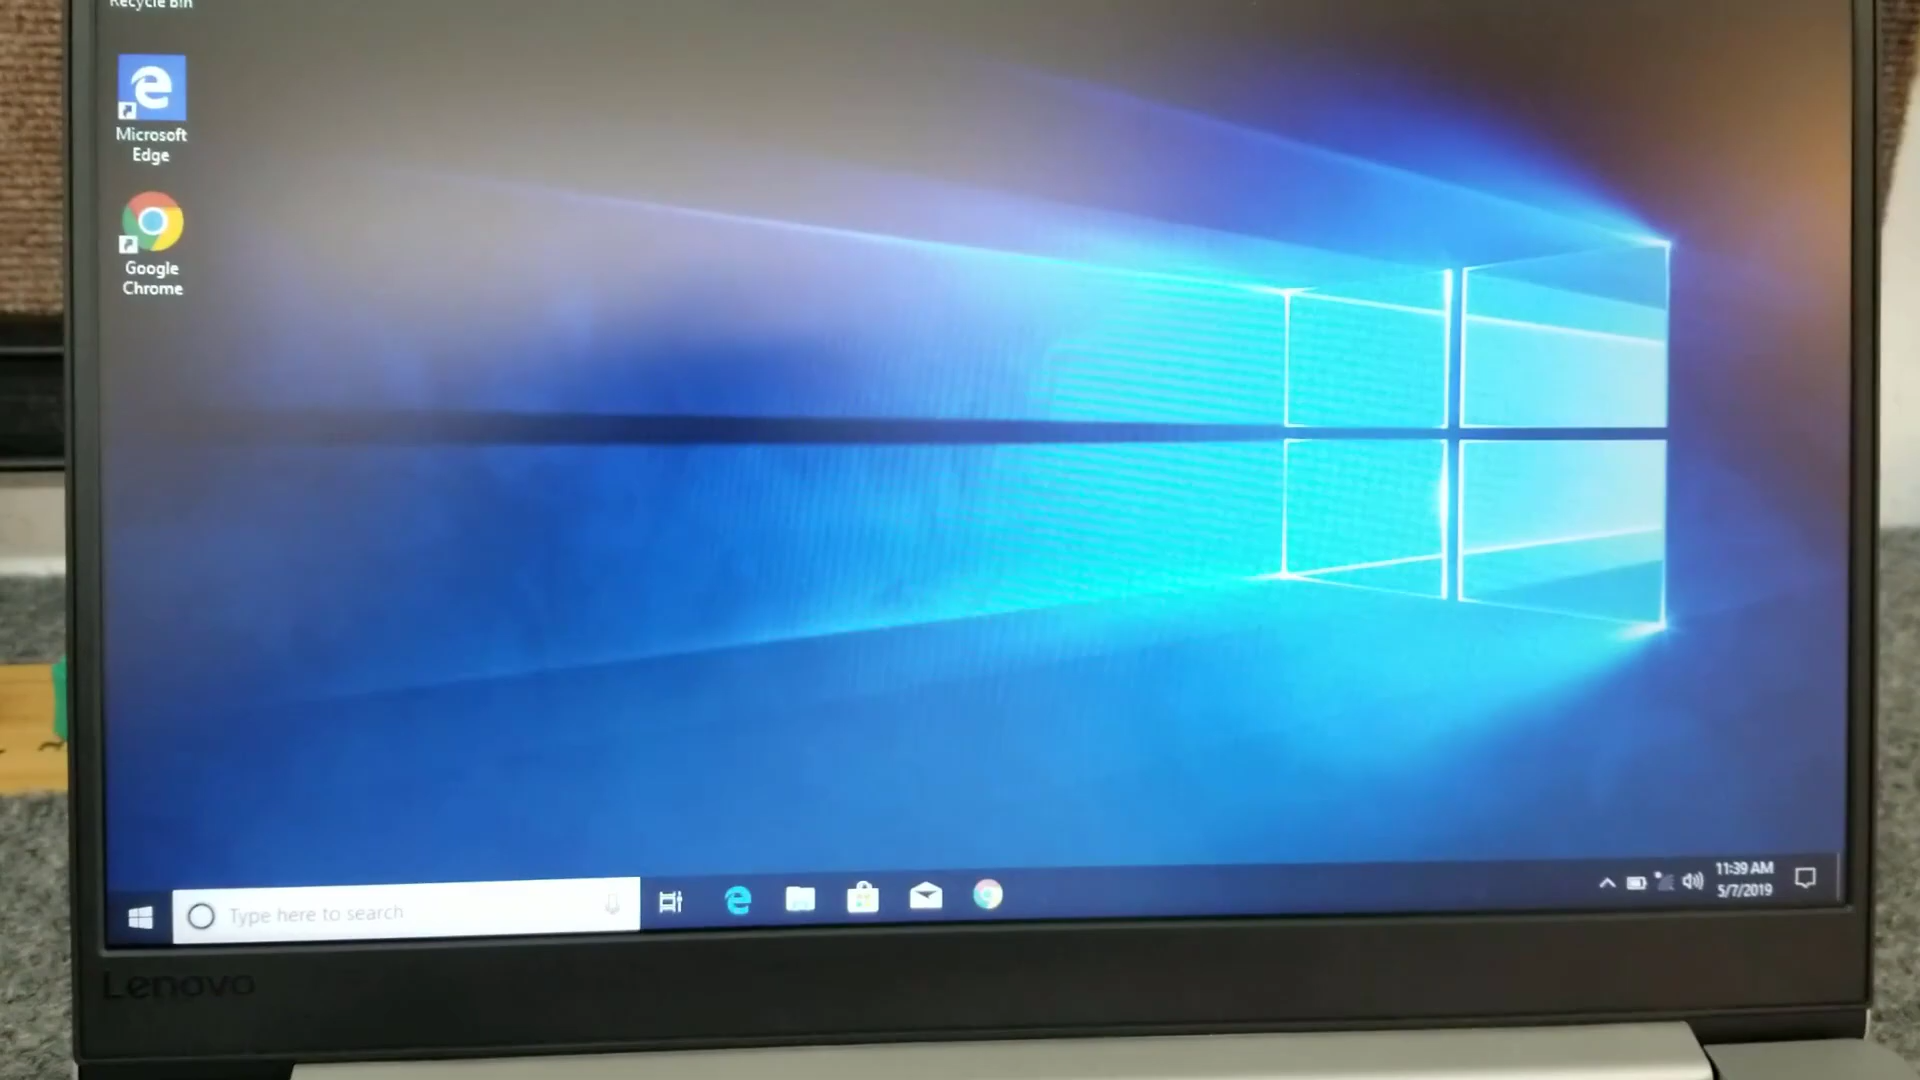 Recycle Bin
Microsoft
Edge
Google
Chrome
Type here to search
11:39 AM
5/7/2019
Lenovo